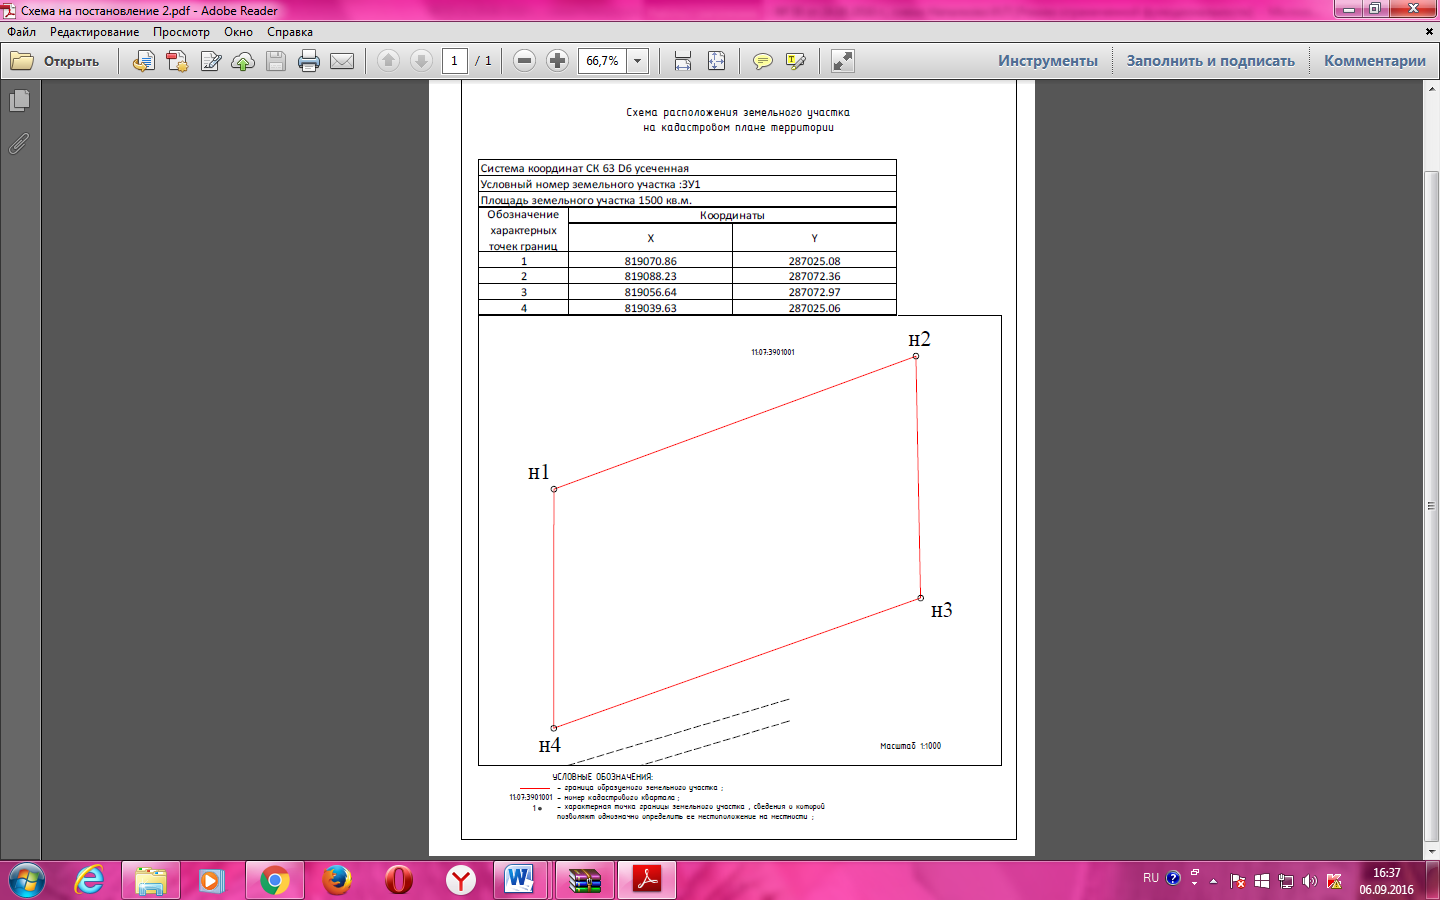 Схема на постановление 2.pdf - Adobe Reader
Файл Редактирование Просмотр Окно Справка
Открыть 1 / 1 66,7% Инструменты Заполнить и подписать Комментарии
Схема расположения земельного участка
на кадастровом плане территории
Система координат СК 63 D6 усеченная
Условный номер земельного участка :ЗУ1
Площадь земельного участка 1500 кв.м.
Обозначение характерных точек границ Координаты
X Y
1 819070.86 287025.08
2 819088.23 287072.36
3 819056.64 287072.97
4 819039.63 287025.06
н2
11:07:3901001
н1
н3
н4
Масштаб 1:1000
УСЛОВНЫЕ ОБОЗНАЧЕНИЯ:
– граница образуемого земельного участка ;
11:07:3901001 – номер кадастрового квартала ;
1 – характерная точка границы земельного участка , сведения о которой
позволяют однозначно определить ее местоположение на местности ;
RU 16:37
06.09.2016